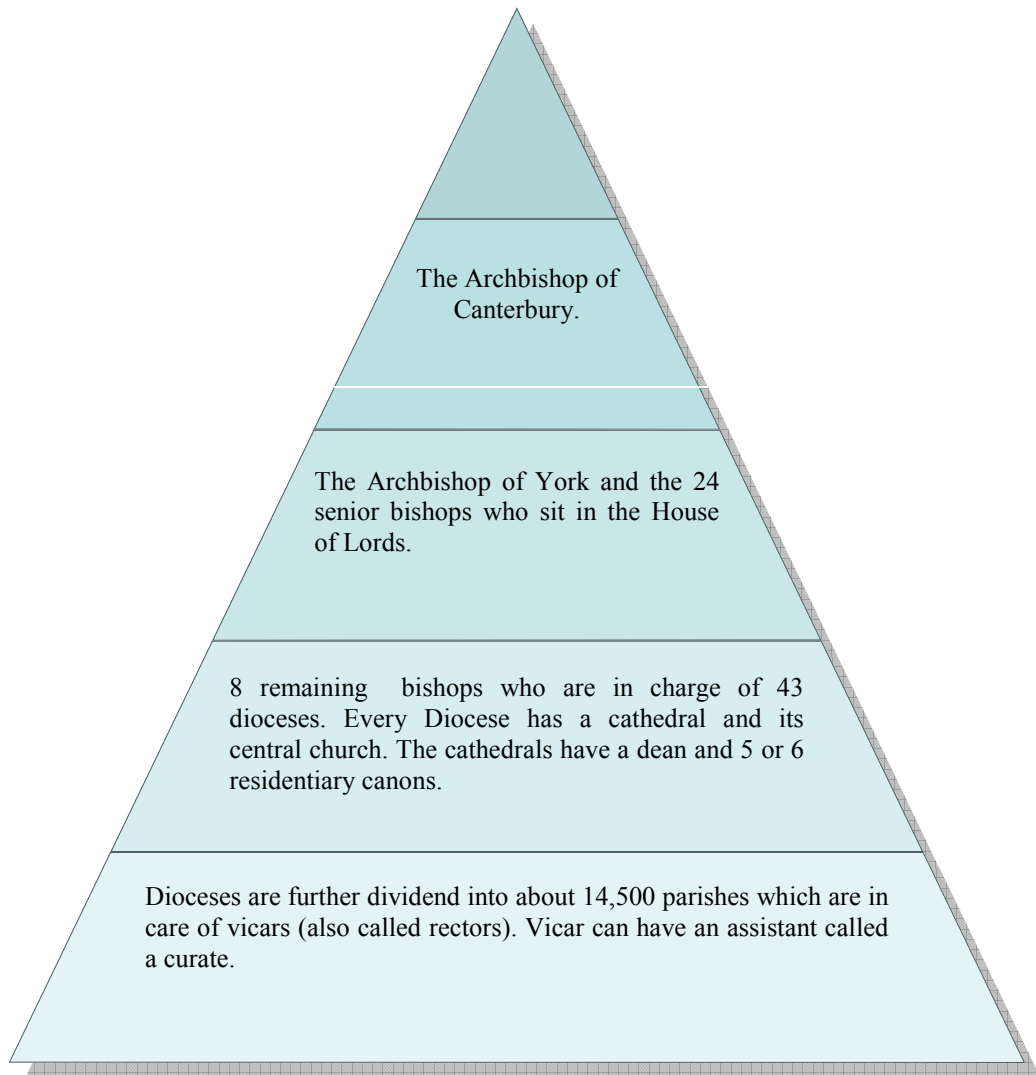 The Archbishop of
Canterbury.
The Archbishop of York and the 24
senior bishops who sit in the House
of Lords.
8 remaining bishops who are in charge of 43
dioceses. Every Diocese has a cathedral and its
central church. The cathedrals have a dean and 5 or 6
residentiary canons.
Dioceses are further dividend into about 14,500 parishes which are in
care of vicars (also called rectors). Vicar can have an assistant called
a curate.